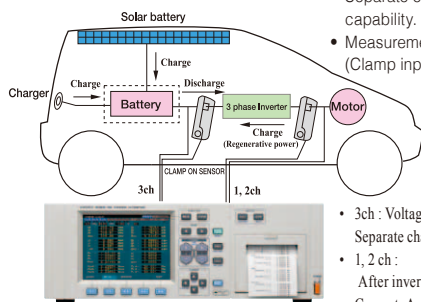 Separate
capability.
• Measureme
(Clamp inp
Solar battery
Charge
Charger
Charge
Discharge
Battery
3 phase Inverter
Motor
Charge
(Regenerative power)
CLAMP ON SENSOR
3ch
1, 2ch
• 3ch : Voltag
Separate cha
• 1, 2 ch :
After inver